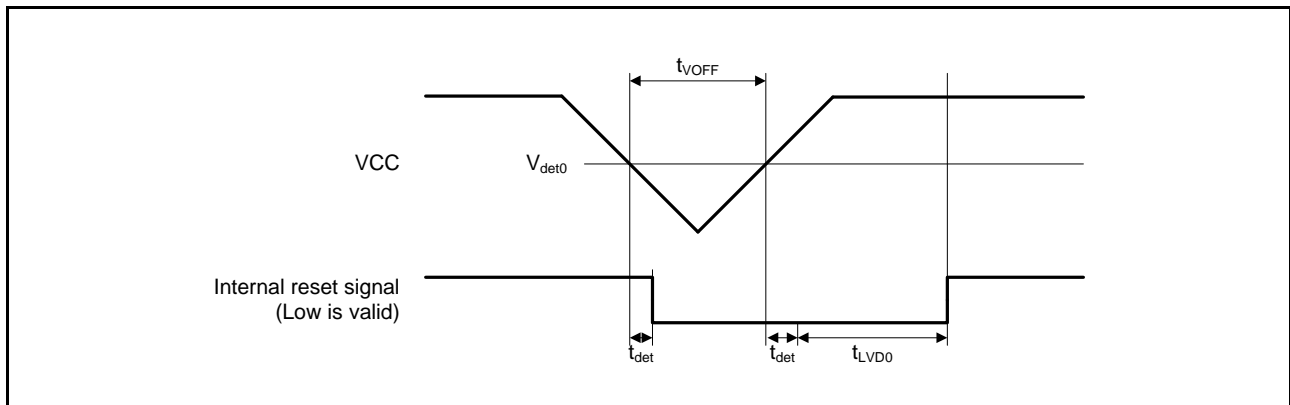 tVOFF
VCC
Vdet0
Internal reset signal
(Low is valid)
tdet
tdet
tLVD0